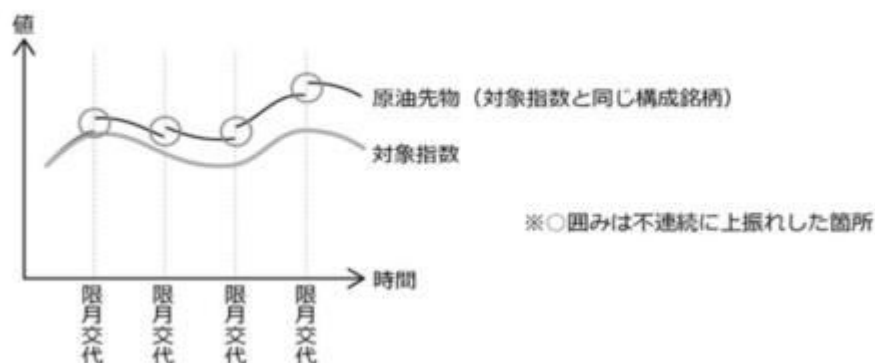 値
原油先物（対象指数と同じ構成銘柄）
対象指数
※○囲みは不連続に上振れした箇所
時間
限月交代
限月交代
限月交代
限月交代